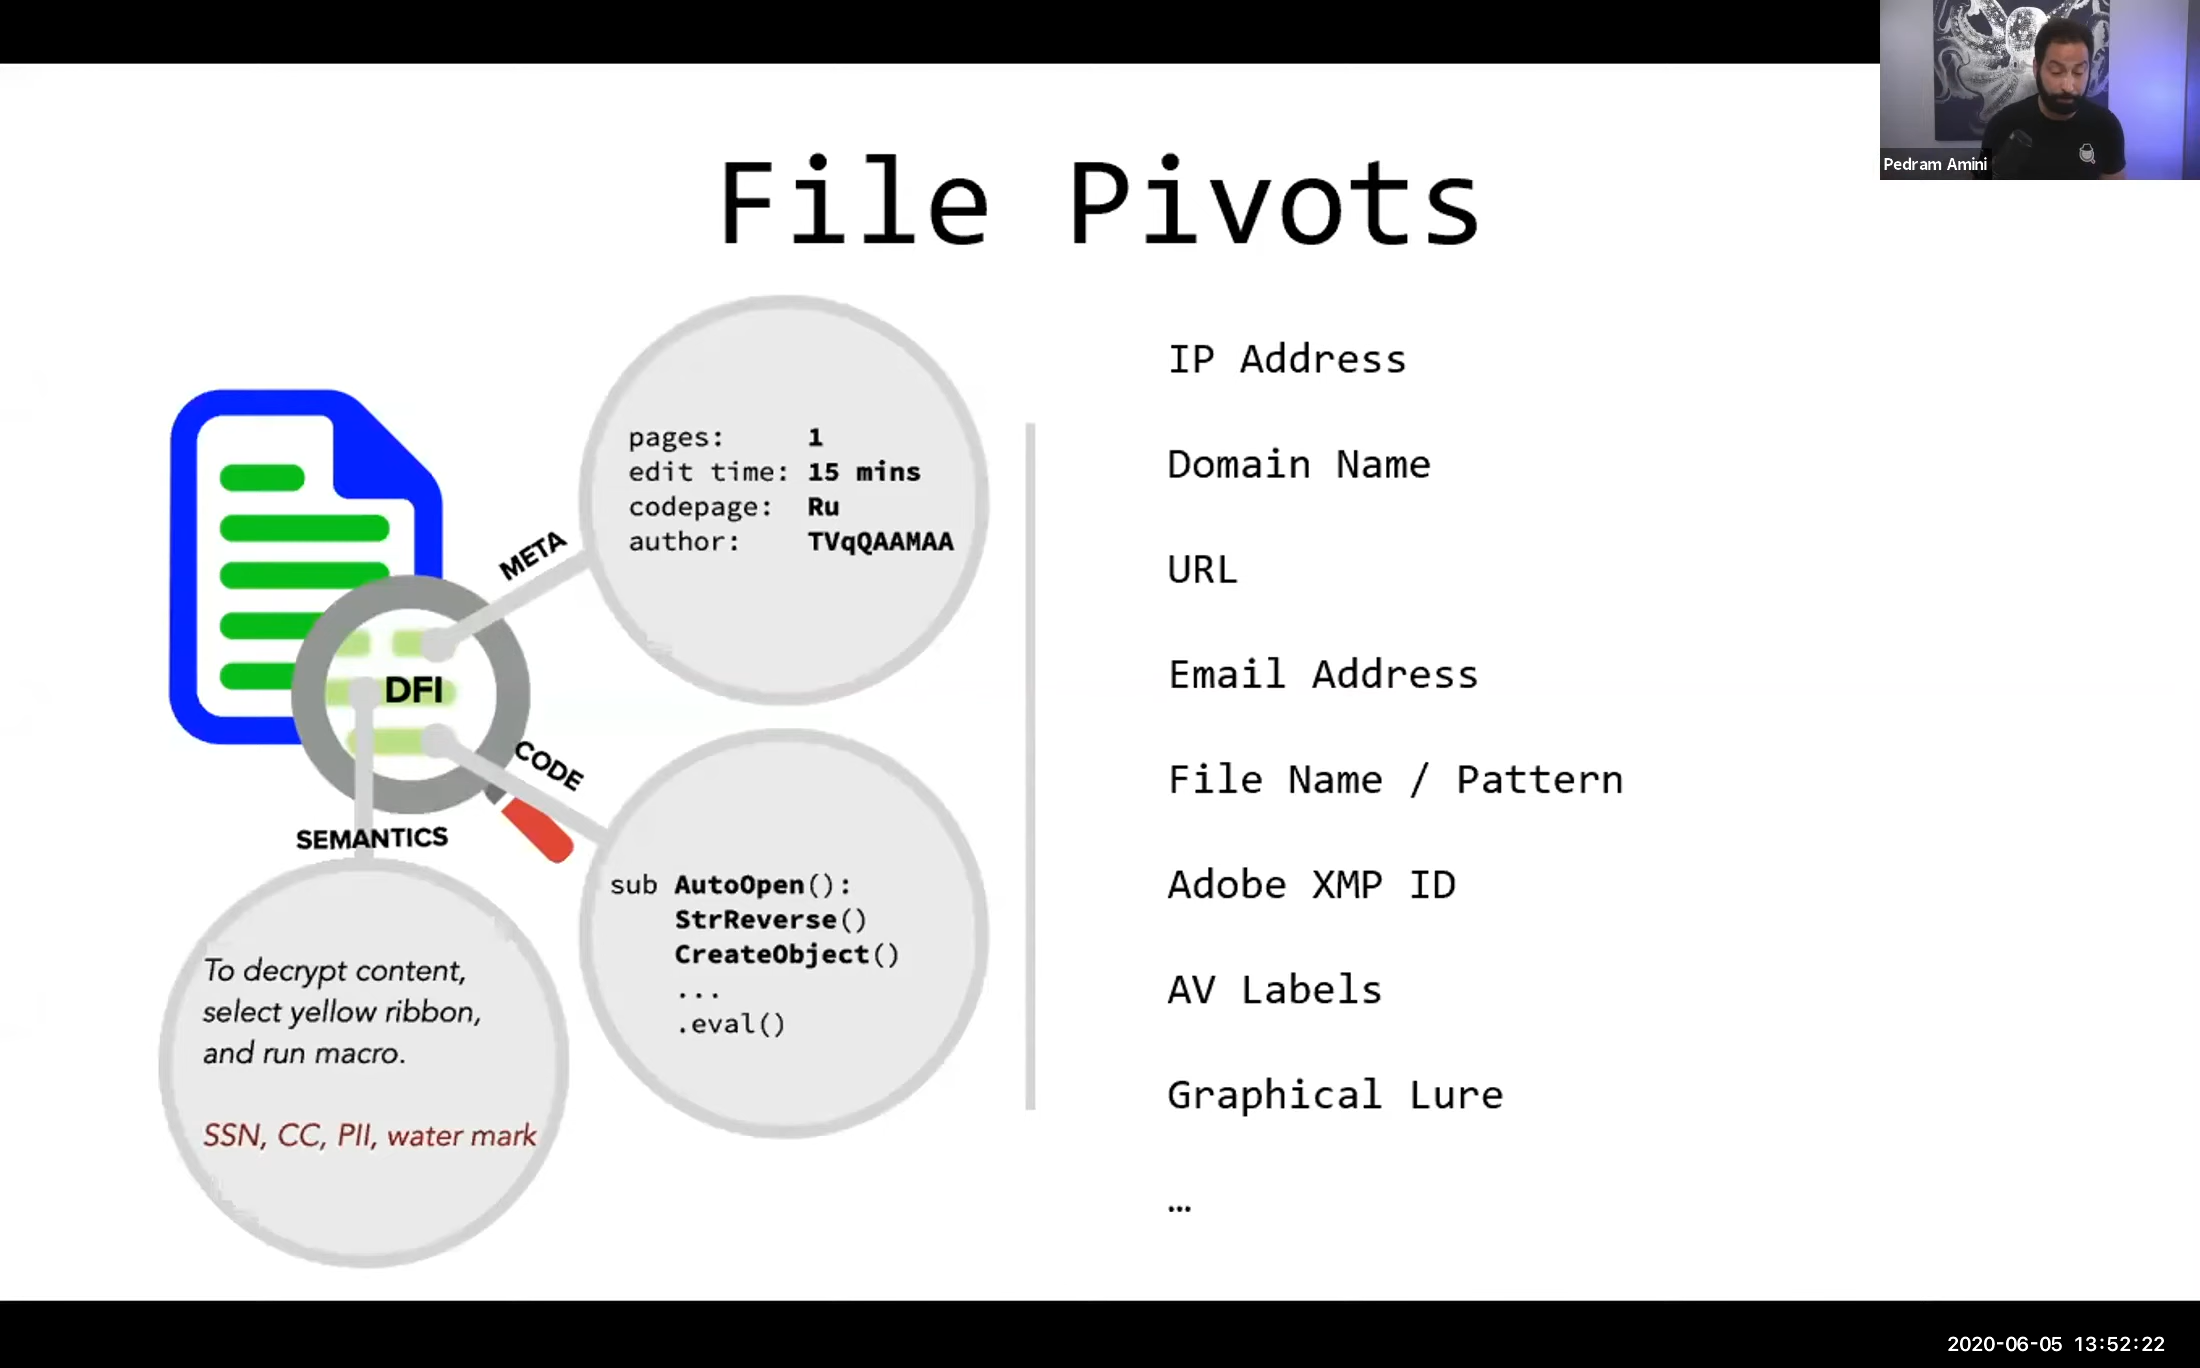 Pedram Amini
File Pivots
pages: 1
edit time: 15 mins
codepage: Ru
author: TVqQAAMAA
META
DFI
CODE
SEMANTICS
sub AutoOpen():
StrReverse()
CreateObject()
...
.eval()
To decrypt content,
select yellow ribbon,
and run macro.
SSN, CC, PII, water mark
IP Address
Domain Name
URL
Email Address
File Name / Pattern
Adobe XMP ID
AV Labels
Graphical Lure
…
2020-06-05 13:52:22